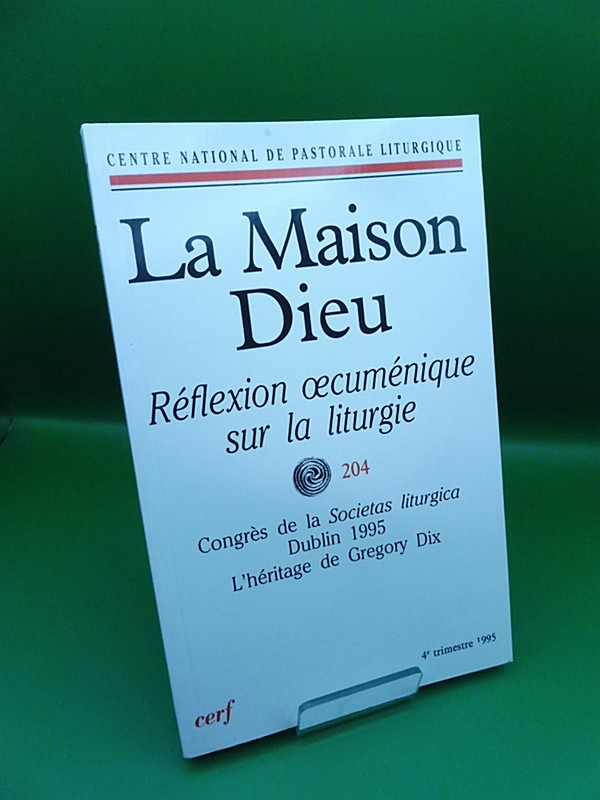 CENTRE NATIONAL DE PASTORALE LITURGIQUE
La Maison
Dieu
Réflexion œcuménique
sur la liturgie
204
Congrès de la Societas liturgica
Dublin 1995
L'héritage de Gregory Dix
4e trimestre 1995
cerf